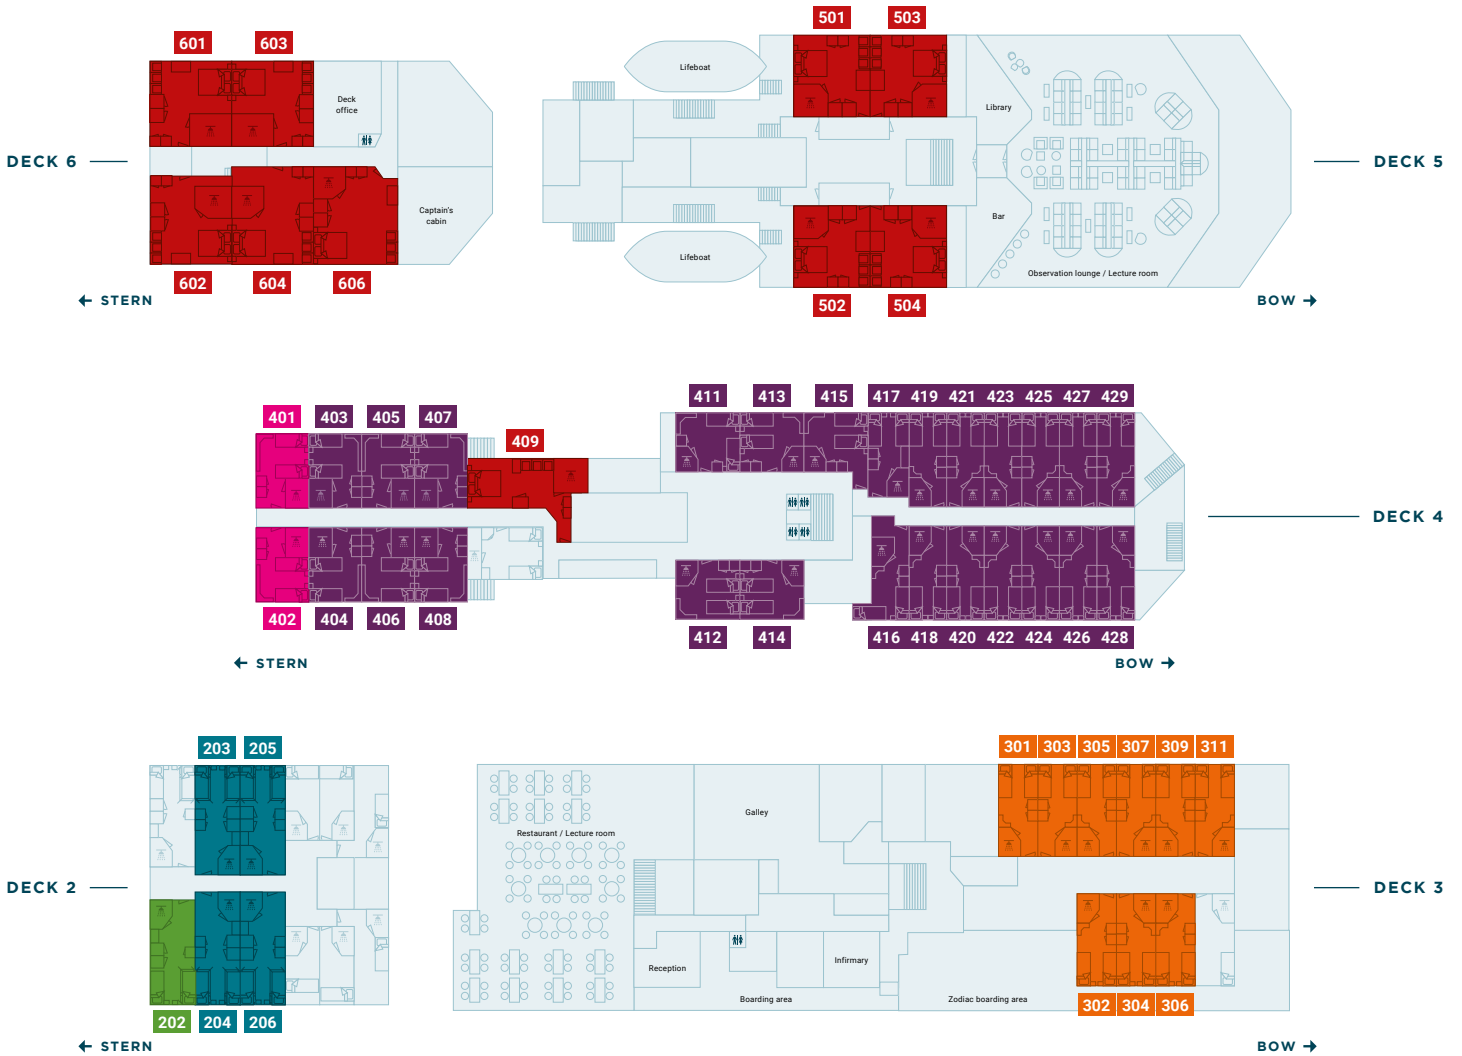 601 603
Deck
office
DECK 6
Captain's
cabin
602 604 606
STERN
501 503
Lifeboat
Library
DECK 5
Bar
Lifeboat
Observation lounge / Lecture room
502 504
BOW
411 413 415 417 419 421 423 425 427 429
401 403 405 407
409
DECK 4
402 404 406 408
412 414 416 418 420 422 424 426 428
STERN
BOW
203 205
DECK 2
202 204 206
STERN
301 303 305 307 309 311
Galley
Restaurant / Lecture room
DECK 3
Reception
Infirmary
Boarding area
Zodiac boarding area
302 304 306
BOW